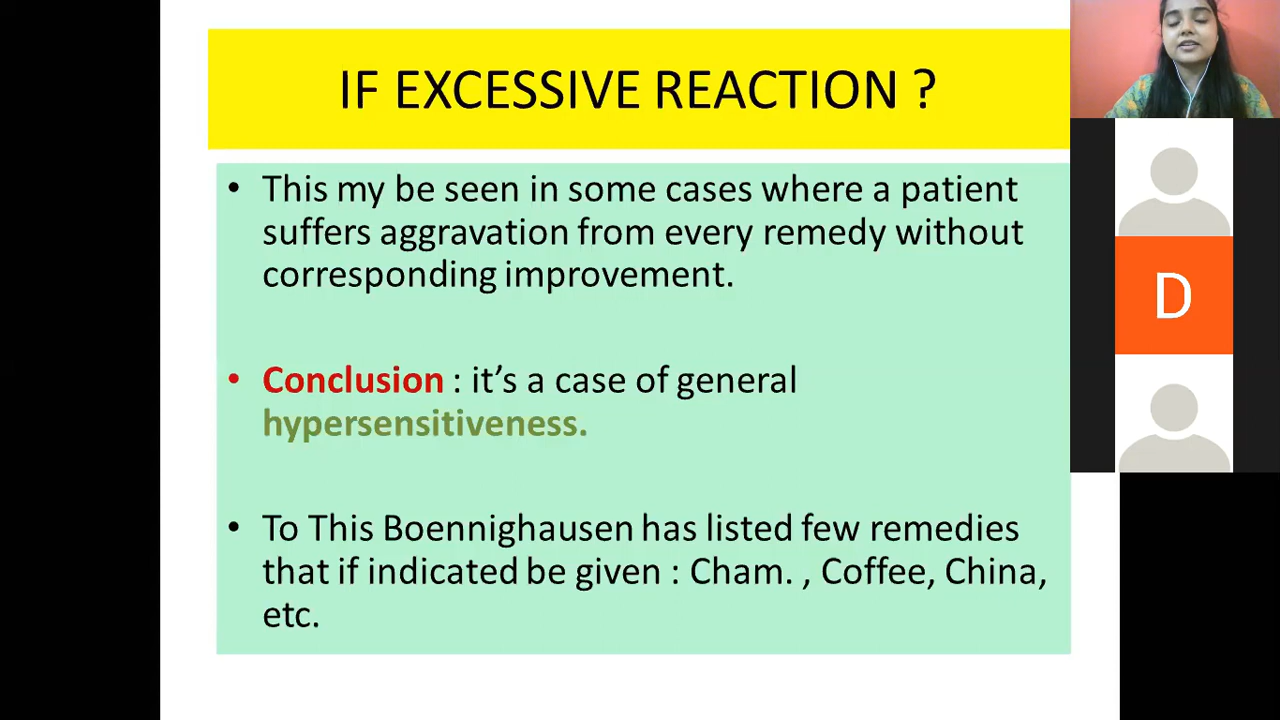 IF EXCESSIVE REACTION ?
• This my be seen in some cases where a patient
suffers aggravation from every remedy without
corresponding improvement.
• Conclusion : it’s a case of general
hypersensitiveness.
• To This Boennighausen has listed few remedies
that if indicated be given : Cham. , Coffee, China,
etc.
D